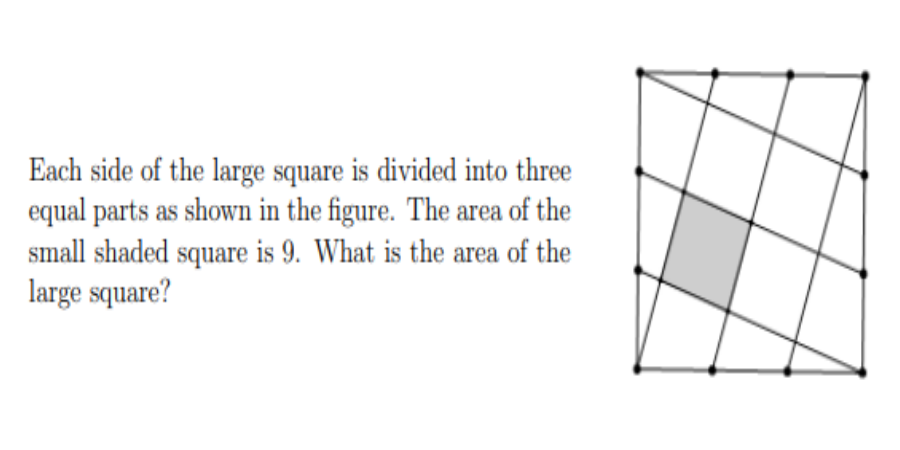 Each side of the large square is divided into three
equal parts as shown in the figure. The area of the
small shaded square is 9. What is the area of the
large square?